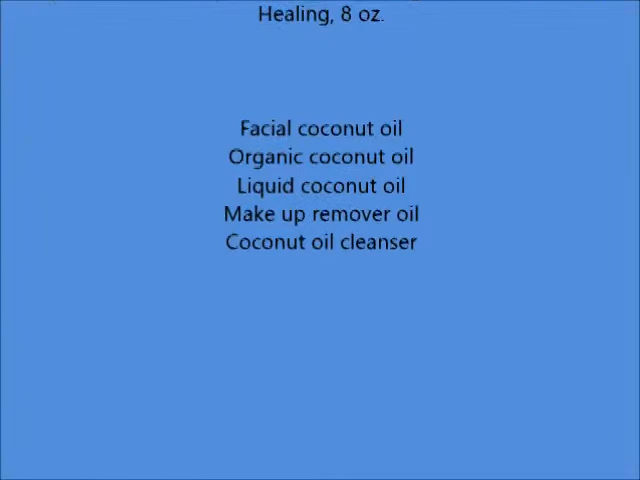 Healing, 8 oz.
Facial coconut oil
Organic coconut oil
Liquid coconut oil
Make up remover oil
Coconut oil cleanser